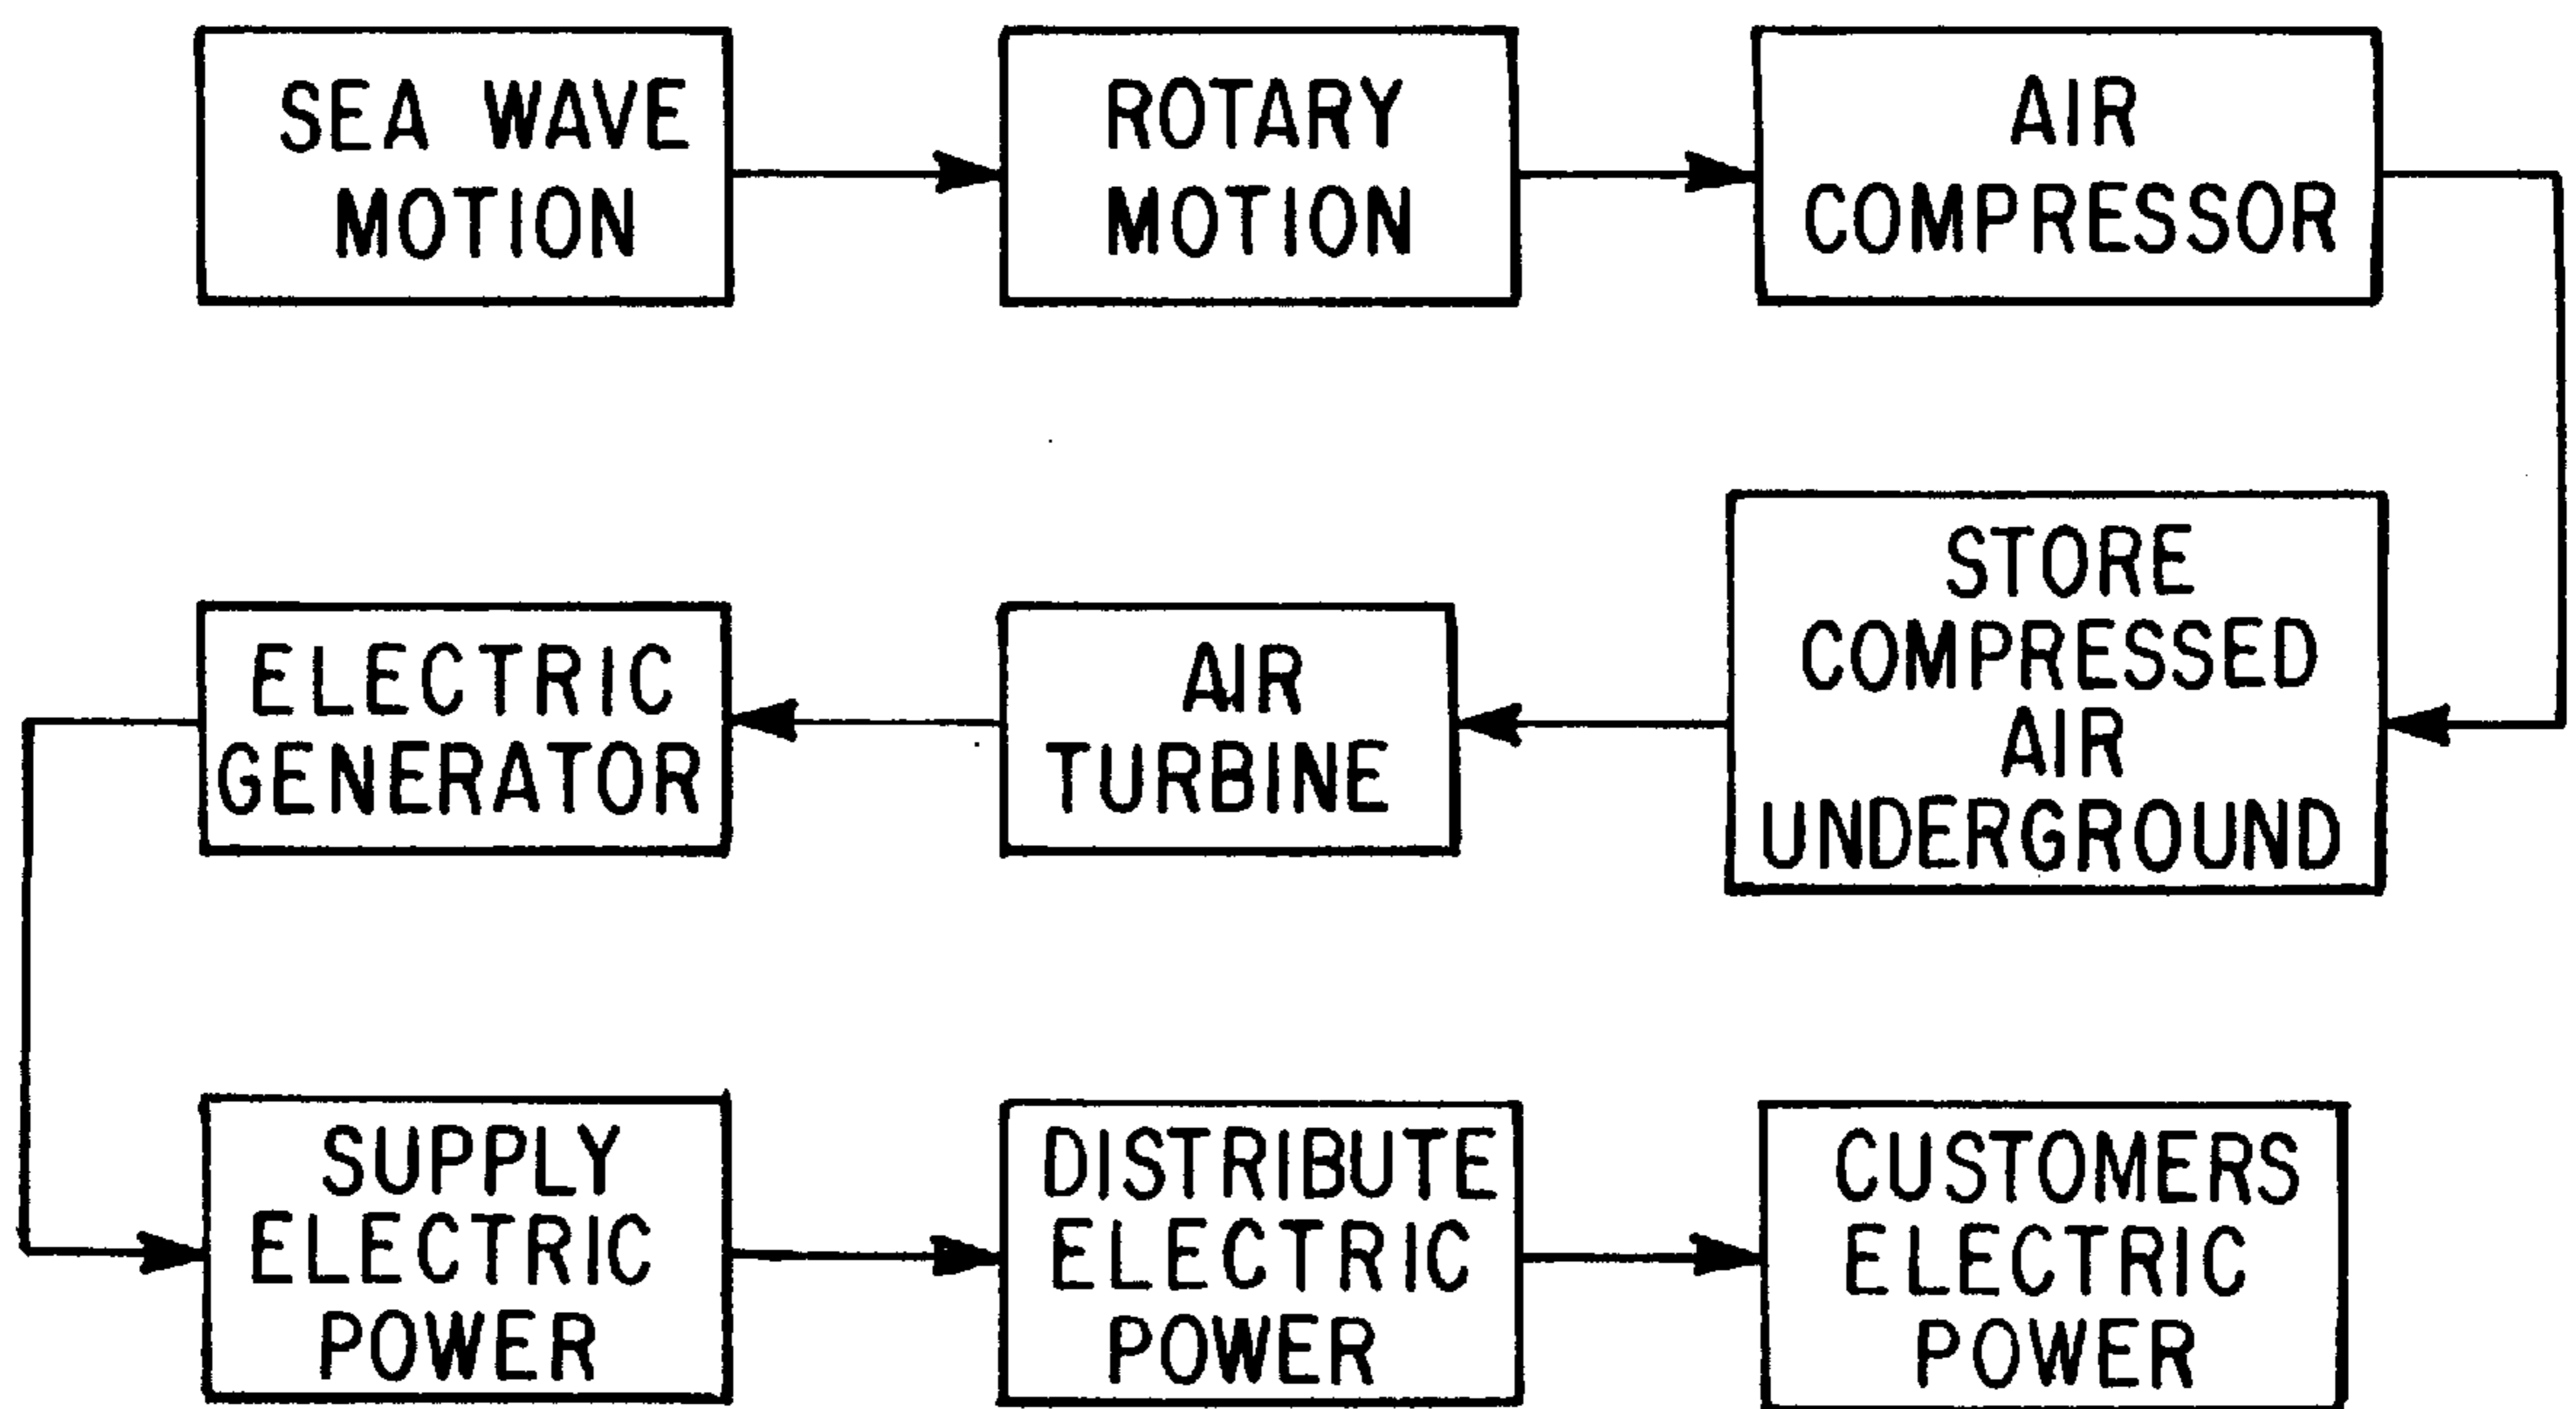 SEA WAVE
MOTION
ROTARY
MOTION
AIR
COMPRESSOR
STORE
COMPRESSED
AIR
UNDERGROUND
AIR
TURBINE
ELECTRIC
GENERATOR
SUPPLY
ELECTRIC
POWER
DISTRIBUTE
ELECTRIC
POWER
CUSTOMERS
ELECTRIC
POWER